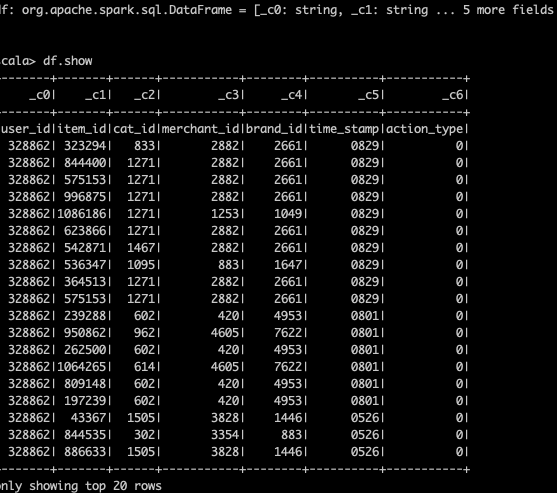 df: org.apache.spark.sql.DataFrame = [_c0: string, _c1: string ... 5 more fields
scala> df.show
-------+-------+------+-----------+--------+----------+-----------+
_c0| _c1| _c2| _c3| _c4| _c5| _c6|
-------+-------+------+-----------+--------+----------+-----------+
user_id|item_id|cat_id|merchant_id|brand_id|time_stamp|action_type|
328862| 323294| 833| 2882| 2661| 0829| 0|
328862| 844400| 1271| 2882| 2661| 0829| 0|
328862| 575153| 1271| 2882| 2661| 0829| 0|
328862| 996875| 1271| 2882| 2661| 0829| 0|
328862|1086186| 1271| 1253| 1049| 0829| 0|
328862| 623866| 1271| 2882| 2661| 0829| 0|
328862| 542871| 1467| 2882| 2661| 0829| 0|
328862| 536347| 1095| 883| 1647| 0829| 0|
328862| 364513| 1271| 2882| 2661| 0829| 0|
328862| 575153| 1271| 2882| 2661| 0829| 0|
328862| 239288| 602| 420| 4953| 0801| 0|
328862| 950862| 962| 4605| 7622| 0801| 0|
328862| 262500| 602| 420| 4953| 0801| 0|
328862|1064265| 614| 4605| 7622| 0801| 0|
328862| 809148| 602| 420| 4953| 0801| 0|
328862| 197239| 602| 420| 4953| 0801| 0|
328862| 43367| 1505| 3828| 1446| 0526| 0|
328862| 844535| 302| 3354| 883| 0526| 0|
328862| 886633| 1505| 3828| 1446| 0526| 0|
-------+-------+------+-----------+--------+----------+-----------+
only showing top 20 rows